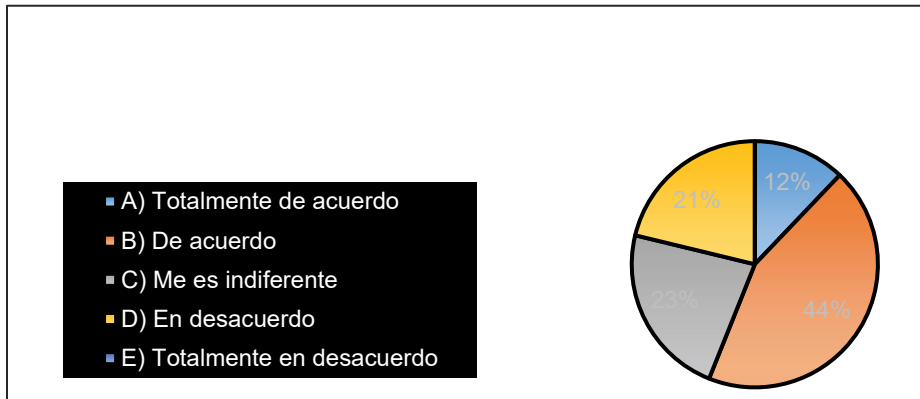 A) Totalmente de acuerdo
B) De acuerdo
C) Me es indiferente
D) En desacuerdo
E) Totalmente en desacuerdo
12%
21%
23%
44%